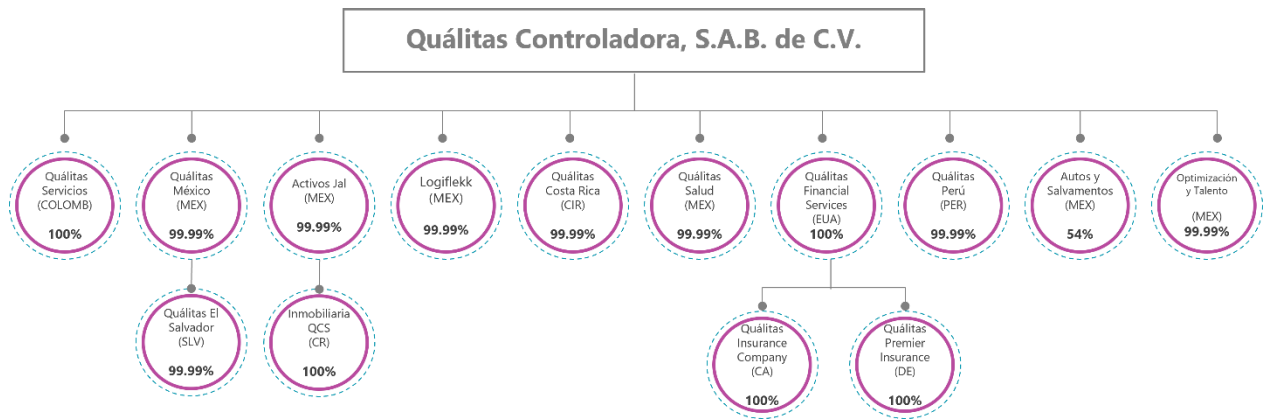 Quálitas Controladora, S.A.B. de C.V.
Quálitas
Servicios
(COLOMB)
100%
Quálitas
México
(MEX)
99.99%
Activos Jal
(MEX)
99.99%
Logiflekk
(MEX)
99.99%
Quálitas
Costa Rica
(CIR)
99.99%
Quálitas
Salud
(MEX)
99.99%
Quálitas
Financial
Services
(EUA)
100%
Quálitas
Perú
(PER)
99.99%
Autos y
Salvamentos
(MEX)
54%
Optimización
y Talento
(MEX)
99.99%
Quálitas El
Salvador
(SLV)
99.99%
Inmobiliaria
QCS
(CR)
100%
Quálitas
Insurance
Company
(CA)
100%
Quálitas
Premier
Insurance
(DE)
100%